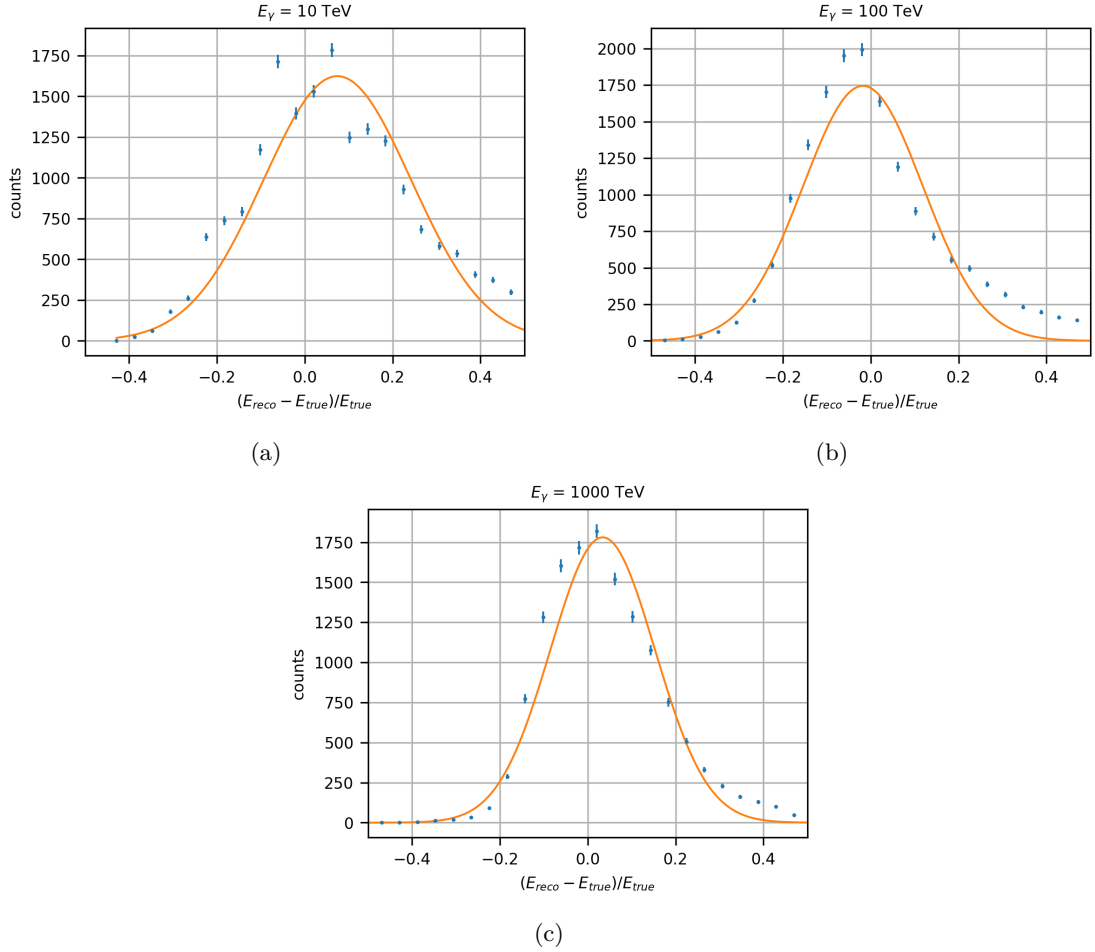 E_γ = 10 TeV
1750
1500
1250
1000
750
500
250
0
counts
−0.4 −0.2 0.0 0.2 0.4
(E_reco − E_true)/E_true
(a)
E_γ = 100 TeV
2000
1750
1500
1250
1000
750
500
250
0
counts
−0.4 −0.2 0.0 0.2 0.4
(E_reco − E_true)/E_true
(b)
E_γ = 1000 TeV
1750
1500
1250
1000
750
500
250
0
counts
−0.4 −0.2 0.0 0.2 0.4
(E_reco − E_true)/E_true
(c)